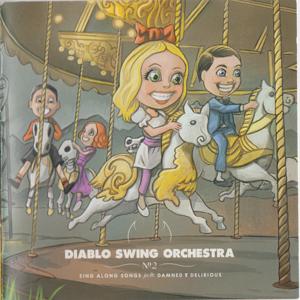 DIABLO SWING ORCHESTRA
Nº2
SING ALONG SONGS for the DAMNED & DELIRIOUS